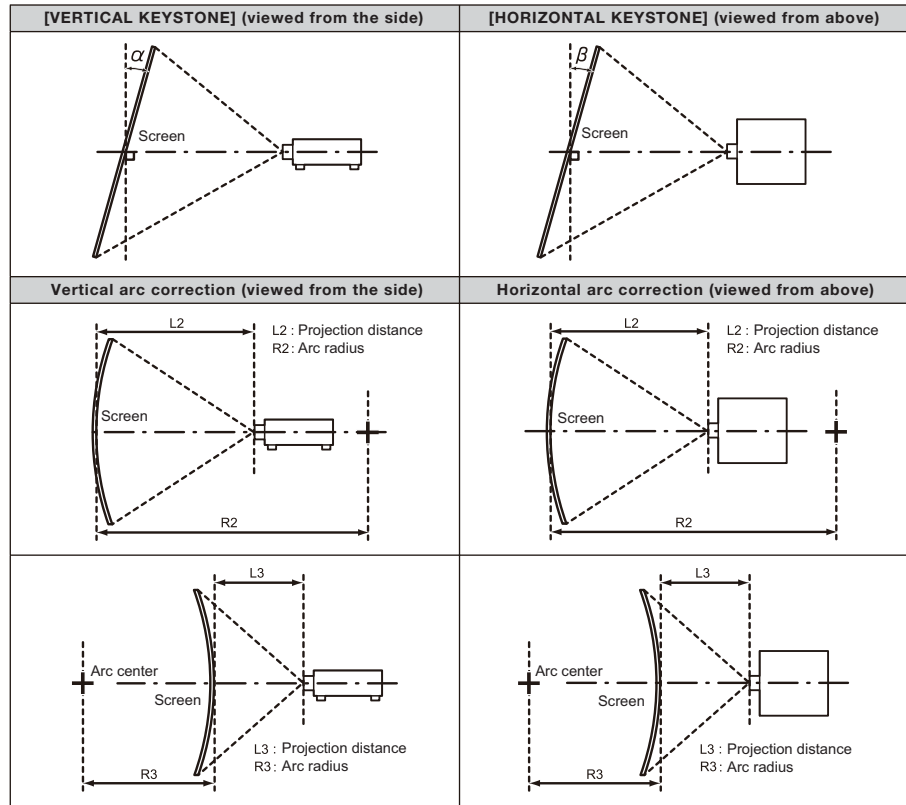 [VERTICAL KEYSTONE] (viewed from the side)
[HORIZONTAL KEYSTONE] (viewed from above)
α
Screen
β
Screen
Vertical arc correction (viewed from the side)
Horizontal arc correction (viewed from above)
L2
L2 : Projection distance
R2: Arc radius
Screen
R2
L2
L2 : Projection distance
R2: Arc radius
Screen
R2
L3
Arc center
Screen
L3 : Projection distance
R3: Arc radius
R3
L3
Arc center
Screen
L3 : Projection distance
R3: Arc radius
R3